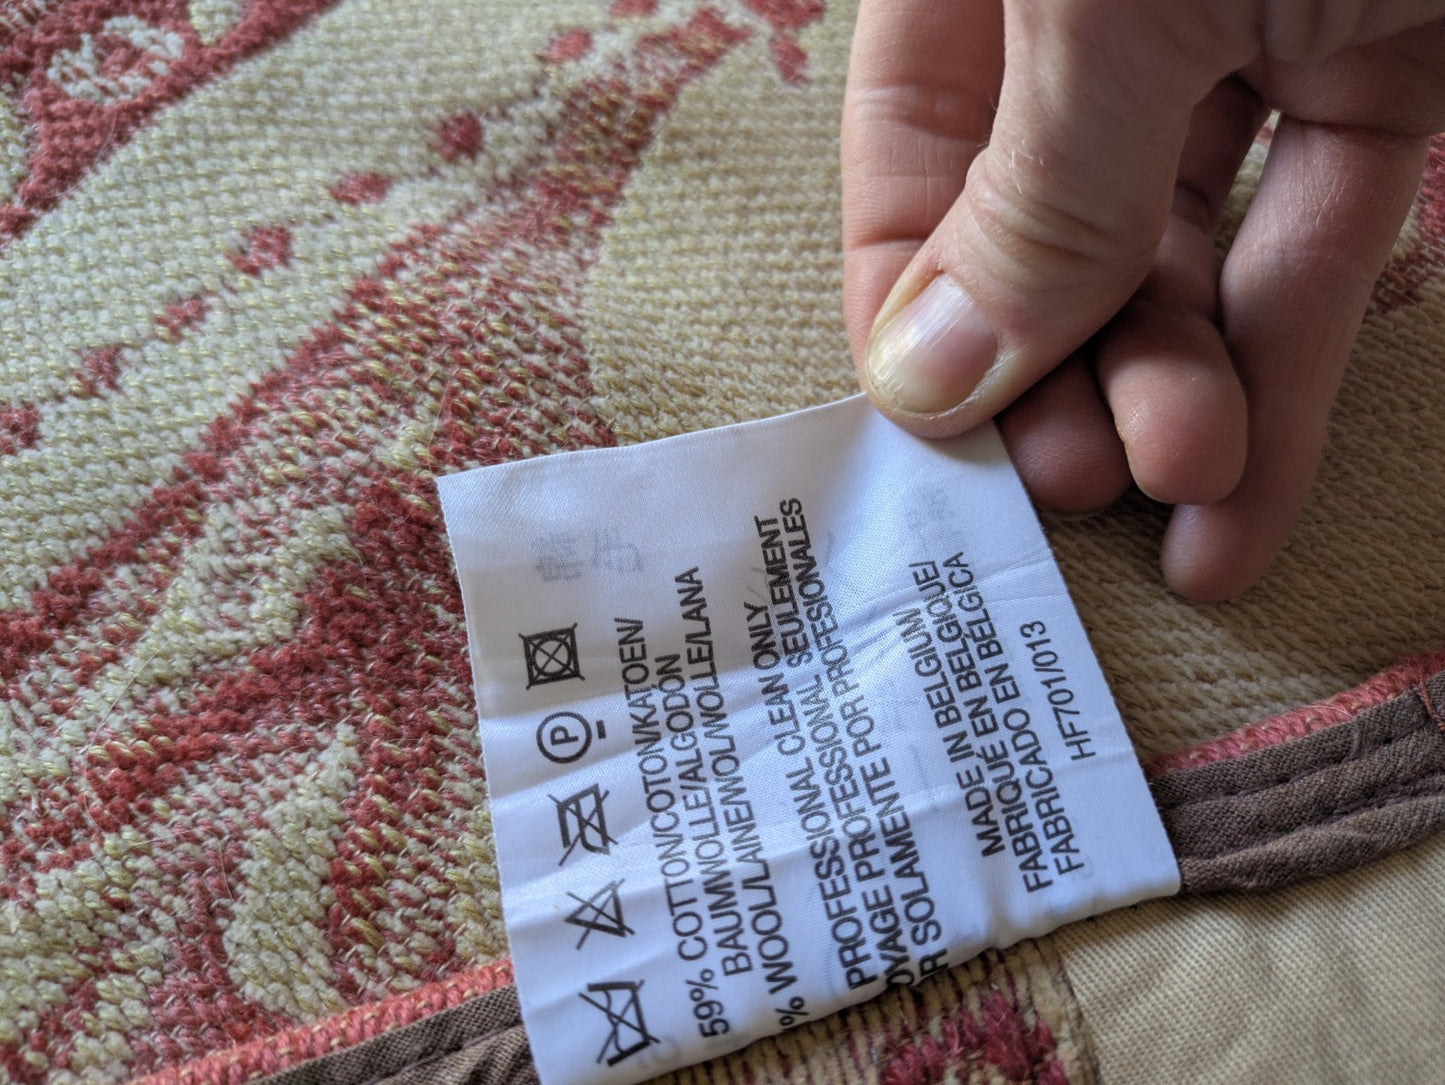 P
59% COTTON/COTON/KATOEN/
BAUMWOLLE/ALGODON
% WOOL/LAINE/WOL/WOLLE/LANA
PROFESSIONAL CLEAN ONLY
OYAGE PROFESSIONAL SEULEMENT
R SOLAMENTE POR PROFESIONALES
MADE IN BELGIUM/
FABRIQUÉ EN BELGIQUE/
FABRICADO EN BELGICA
HF701/013